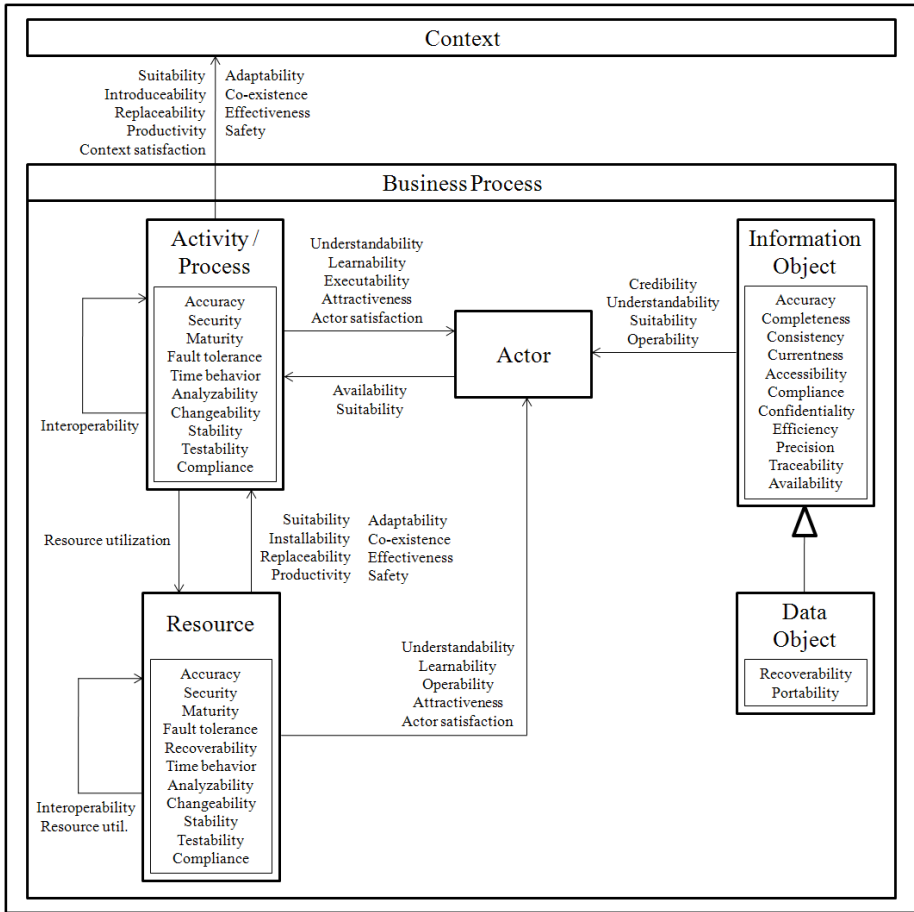 Context
Suitability
Introduceability
Replaceability
Productivity
Context satisfaction
Adaptability
Co-existence
Effectiveness
Safety
Business Process
Activity /
Process
Accuracy
Security
Maturity
Fault tolerance
Time behavior
Analyzability
Changeability
Stability
Testability
Compliance
Interoperability
Understandability
Learnability
Executability
Attractiveness
Actor satisfaction
Availability
Suitability
Actor
Credibility
Understandability
Suitability
Operability
Information
Object
Accuracy
Completeness
Consistency
Currentness
Accessibility
Compliance
Confidentiality
Efficiency
Precision
Traceability
Availability
Resource utilization
Suitability
Installability
Replaceability
Productivity
Adaptability
Co-existence
Effectiveness
Safety
Resource
Accuracy
Security
Maturity
Fault tolerance
Recoverability
Time behavior
Analyzability
Changeability
Stability
Testability
Compliance
Interoperability
Resource util.
Understandability
Learnability
Operability
Attractiveness
Actor satisfaction
Data
Object
Recoverability
Portability